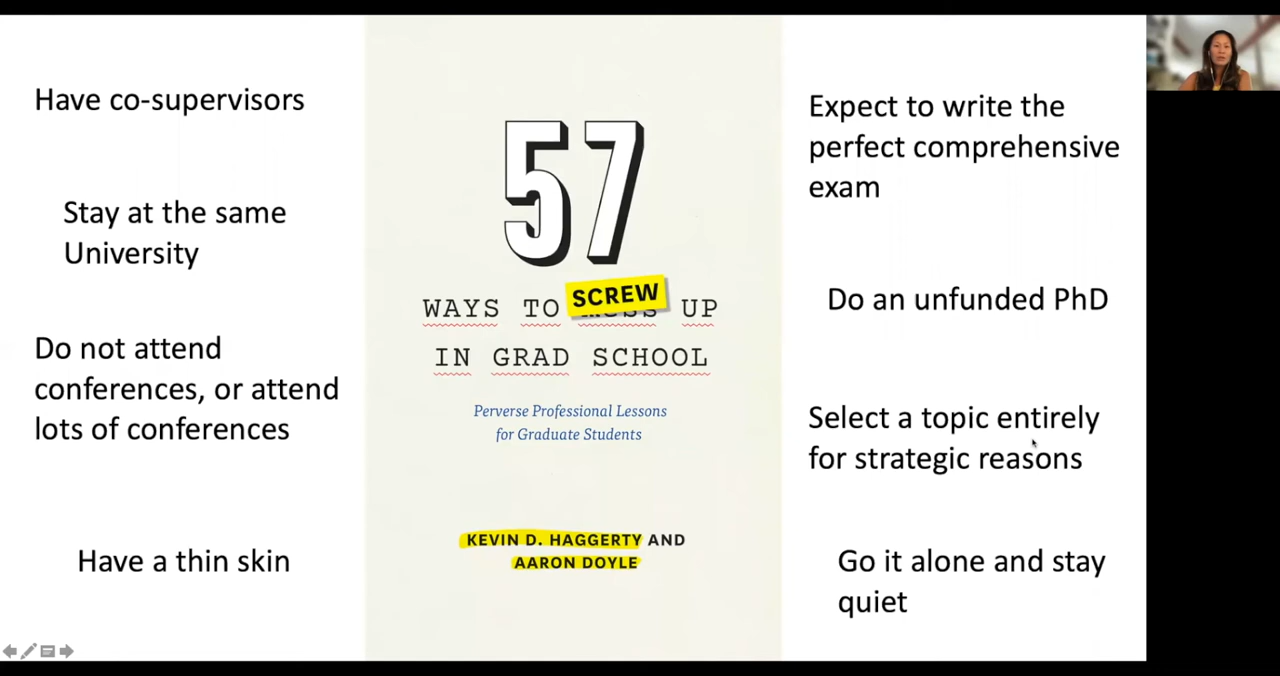 Have co-supervisors
Stay at the same
University
Do not attend
conferences, or attend
lots of conferences
Have a thin skin
57
WAYS TO SCREW UP
IN GRAD SCHOOL
Perverse Professional Lessons
for Graduate Students
KEVIN D. HAGGERTY AND
AARON DOYLE
Expect to write the
perfect comprehensive
exam
Do an unfunded PhD
Select a topic entirely
for strategic reasons
Go it alone and stay
quiet